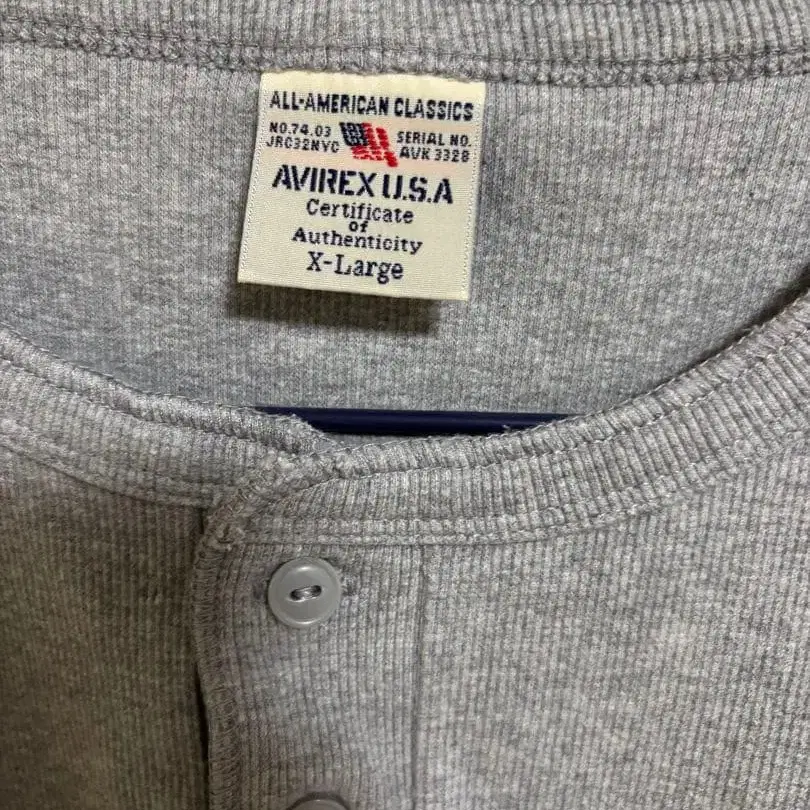 ALL-AMERICAN CLASSICS
NO.74.03
JRC32NYC
SERIAL NO.
AVK 3328
AVIREX U.S.A
Certificate
of
Authenticity
X-Large